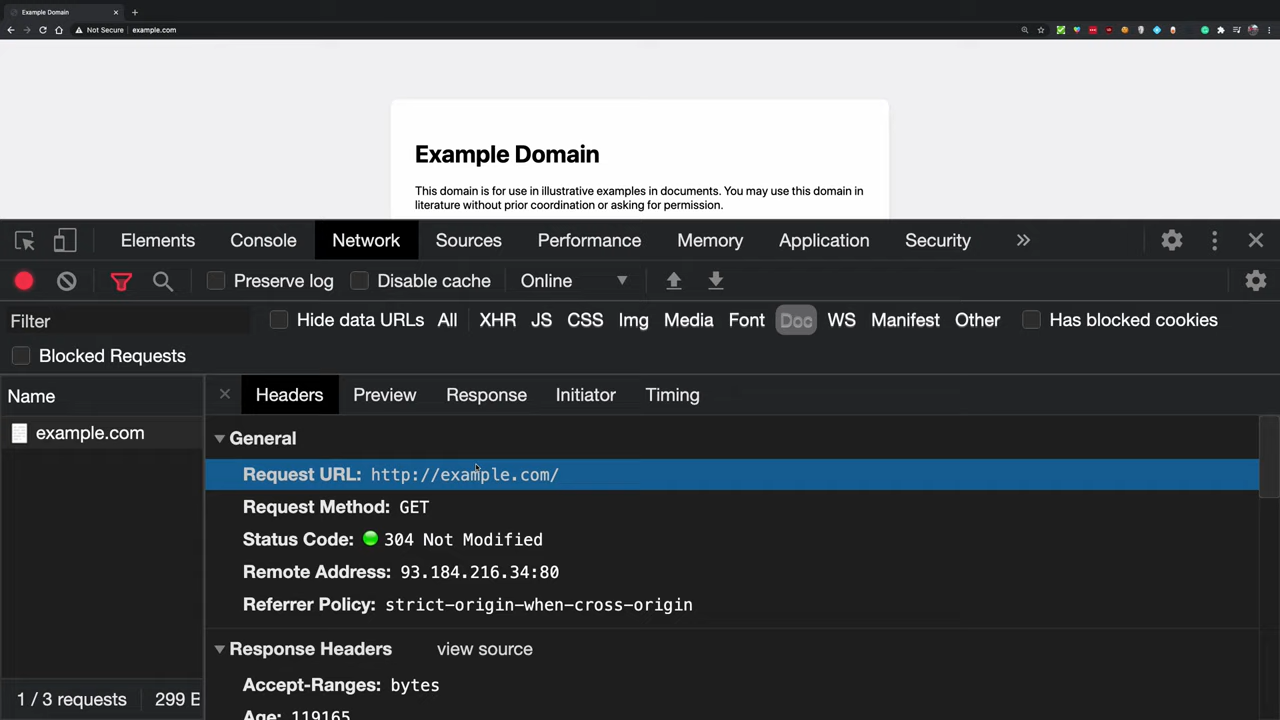 Example Domain
Not Secure | example.com
Example Domain
This domain is for use in illustrative examples in documents. You may use this domain in
literature without prior coordination or asking for permission.
Elements Console Network Sources Performance Memory Application Security
Preserve log Disable cache Online
Filter Hide data URLs All XHR JS CSS Img Media Font Doc WS Manifest Other Has blocked cookies
Blocked Requests
Name Headers Preview Response Initiator Timing
example.com
General
Request URL: http://example.com/
Request Method: GET
Status Code: 304 Not Modified
Remote Address: 93.184.216.34:80
Referrer Policy: strict-origin-when-cross-origin
Response Headers view source
Accept-Ranges: bytes
1 / 3 requests 299 B
Age: 119165